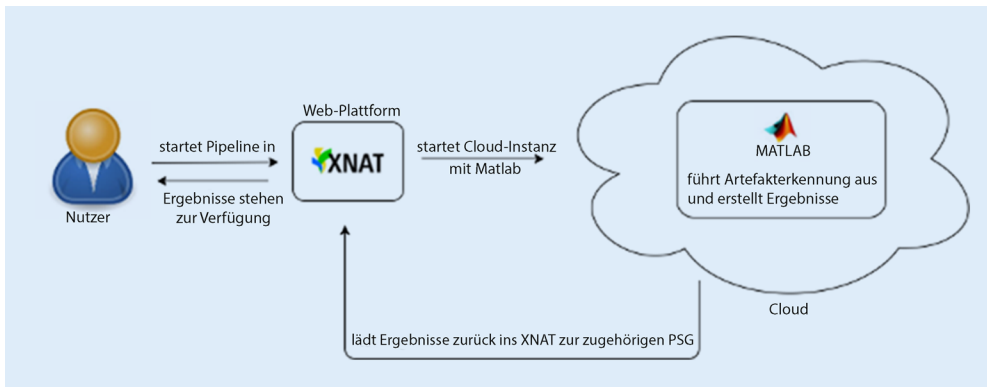 Web-Plattform
startet Pipeline in
XNAT
startet Cloud-Instanz
mit Matlab
MATLAB
führt Artefakterkennung aus
und erstellt Ergebnisse
Ergebnisse stehen
zur Verfügung
Nutzer
Cloud
lädt Ergebnisse zurück ins XNAT zur zugehörigen PSG